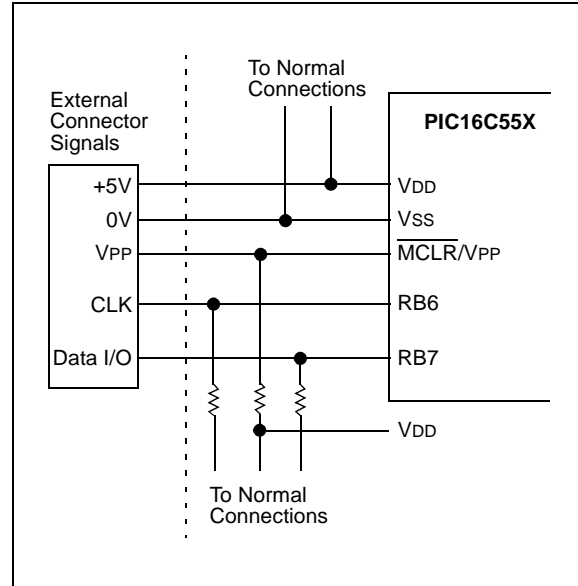 To Normal
Connections
External
Connector
Signals
PIC16C55X
+5V
VDD
0V
VSS
VPP
MCLR/VPP
CLK
RB6
Data I/O
RB7
VDD
To Normal
Connections